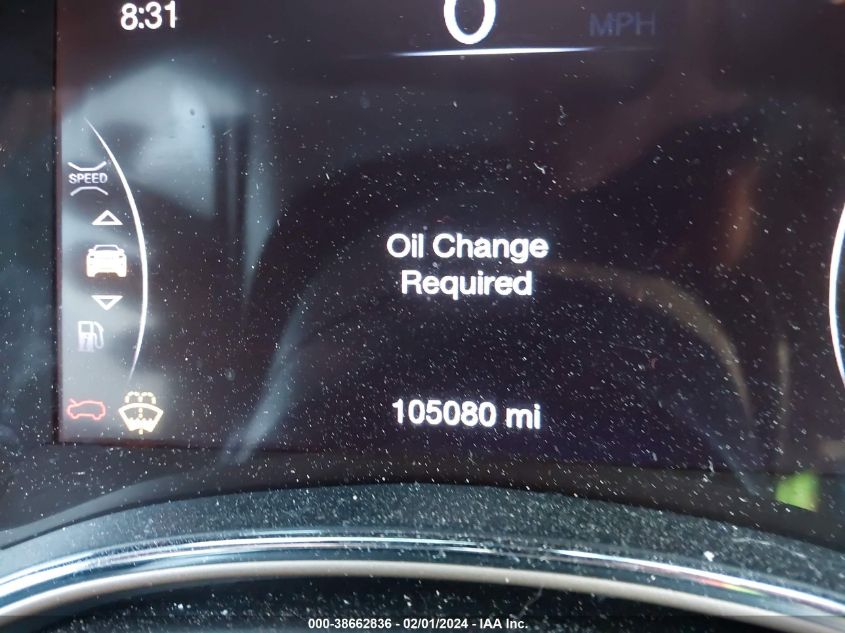 8:31
0
MPH
SPEED
Oil Change
Required
105080 mi
000-38662836 - 02/01/2024 - IAA Inc.